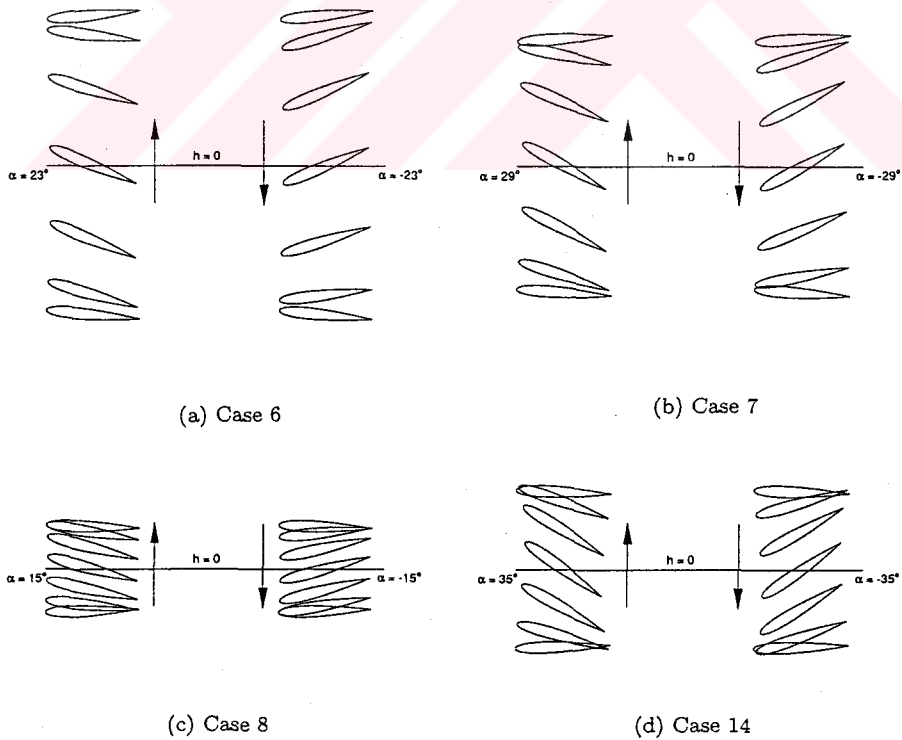 h = 0
α = 23°
α = -23°
h = 0
α = 29°
α = -29°
(a) Case 6
(b) Case 7
h = 0
α = 15°
α = -15°
h = 0
α = 35°
α = -35°
(c) Case 8
(d) Case 14